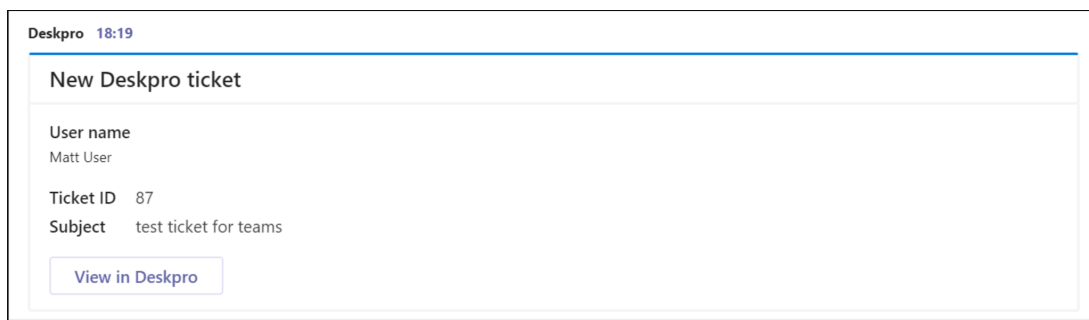 Deskpro 18:19
New Deskpro ticket
User name
Matt User
Ticket ID 87
Subject test ticket for teams
View in Deskpro